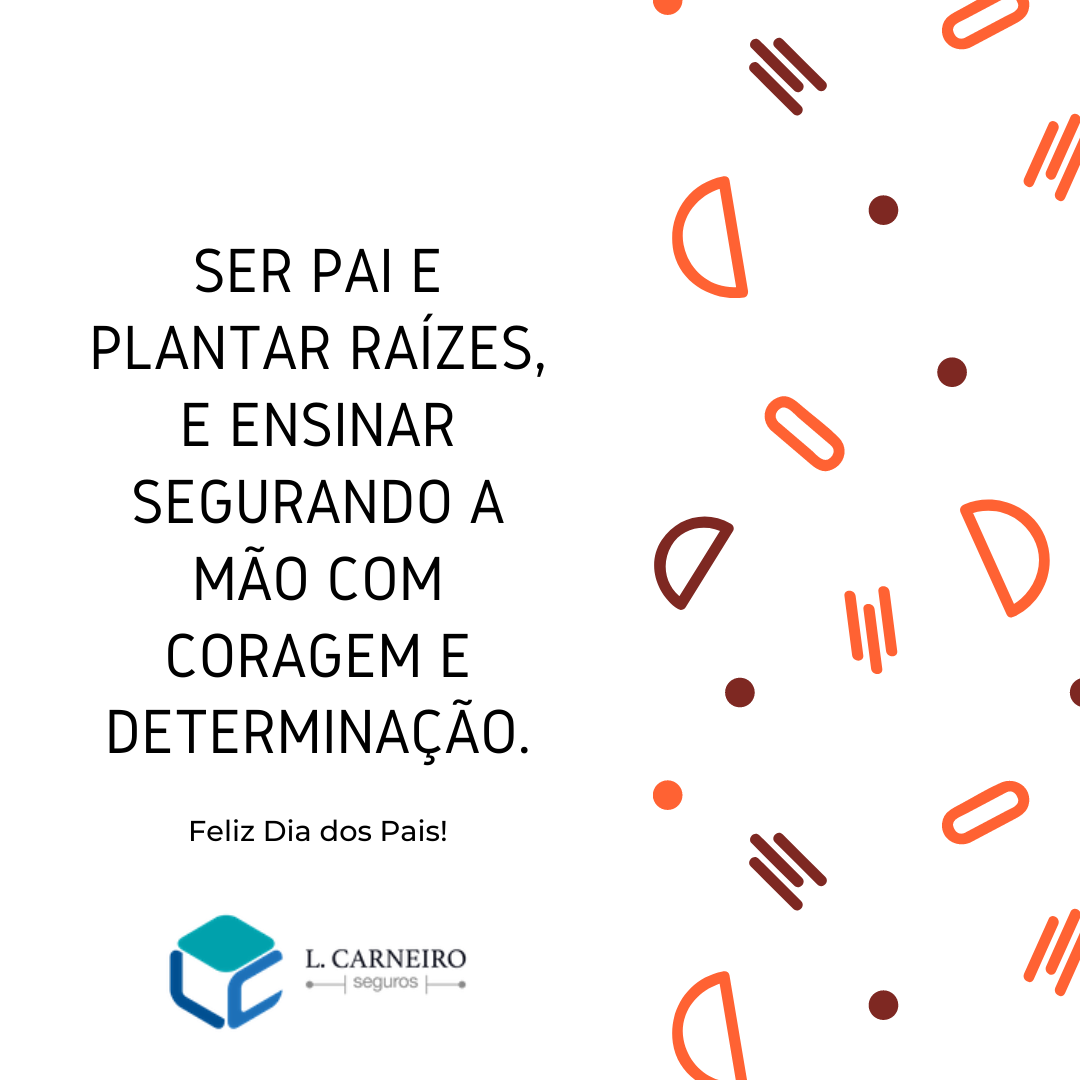 SER PAI E
PLANTAR RAÍZES,
E ENSINAR
SEGURANDO A
MÃO COM
CORAGEM E
DETERMINAÇÃO.
Feliz Dia dos Pais!
L. CARNEIRO
seguros